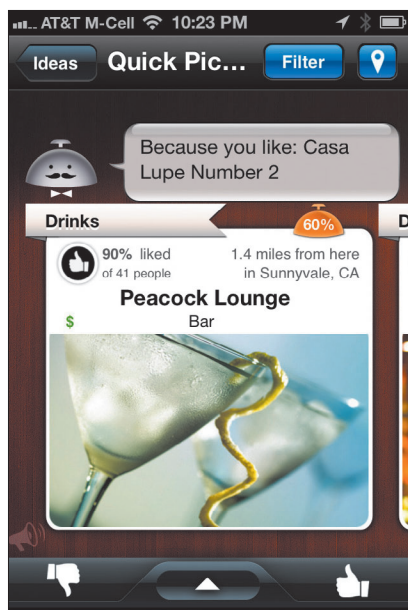 AT&T M-Cell 10:23 PM
Ideas Quick Pic... Filter
Because you like: Casa
Lupe Number 2
Drinks 60% D
90% liked 1.4 miles from here
of 41 people in Sunnyvale, CA
Peacock Lounge
$ Bar